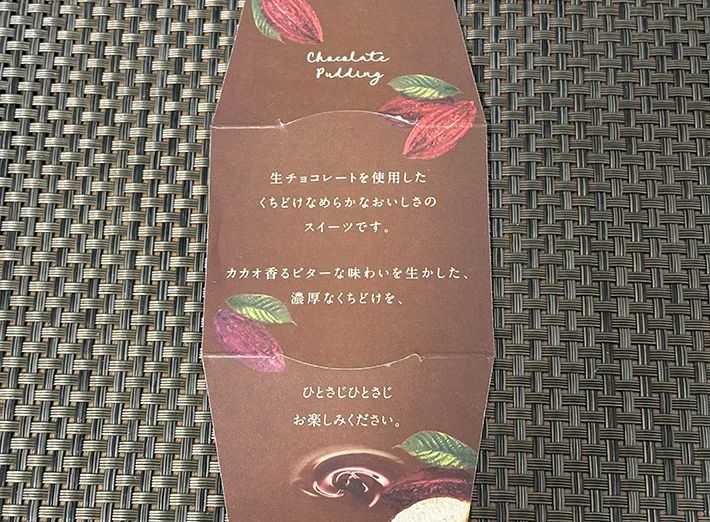 Chocolate
Pudding
生チョコレートを使用した
くちどけなめらかなおいしさの
スイーツです。
カカオ香るビターな味わいを生かした、
濃厚なくちどけを、
ひとさじひとさじ
お楽しみください。